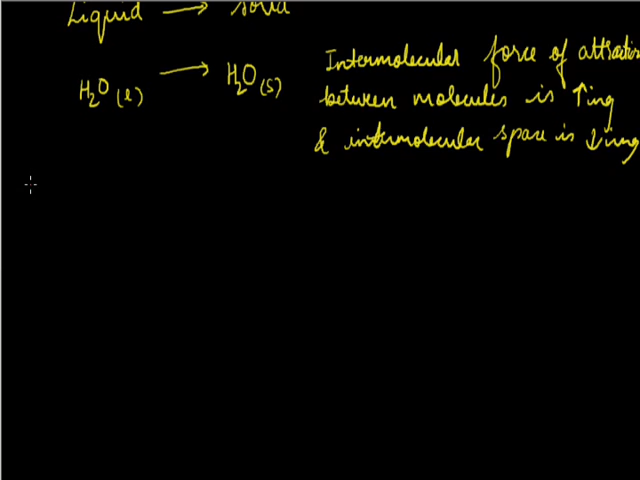 Liquid → solid
H₂O (l) → H₂O (s)
Intermolecular force of attraction
between molecules is ↑ing
& intermolecular space is ↓ing